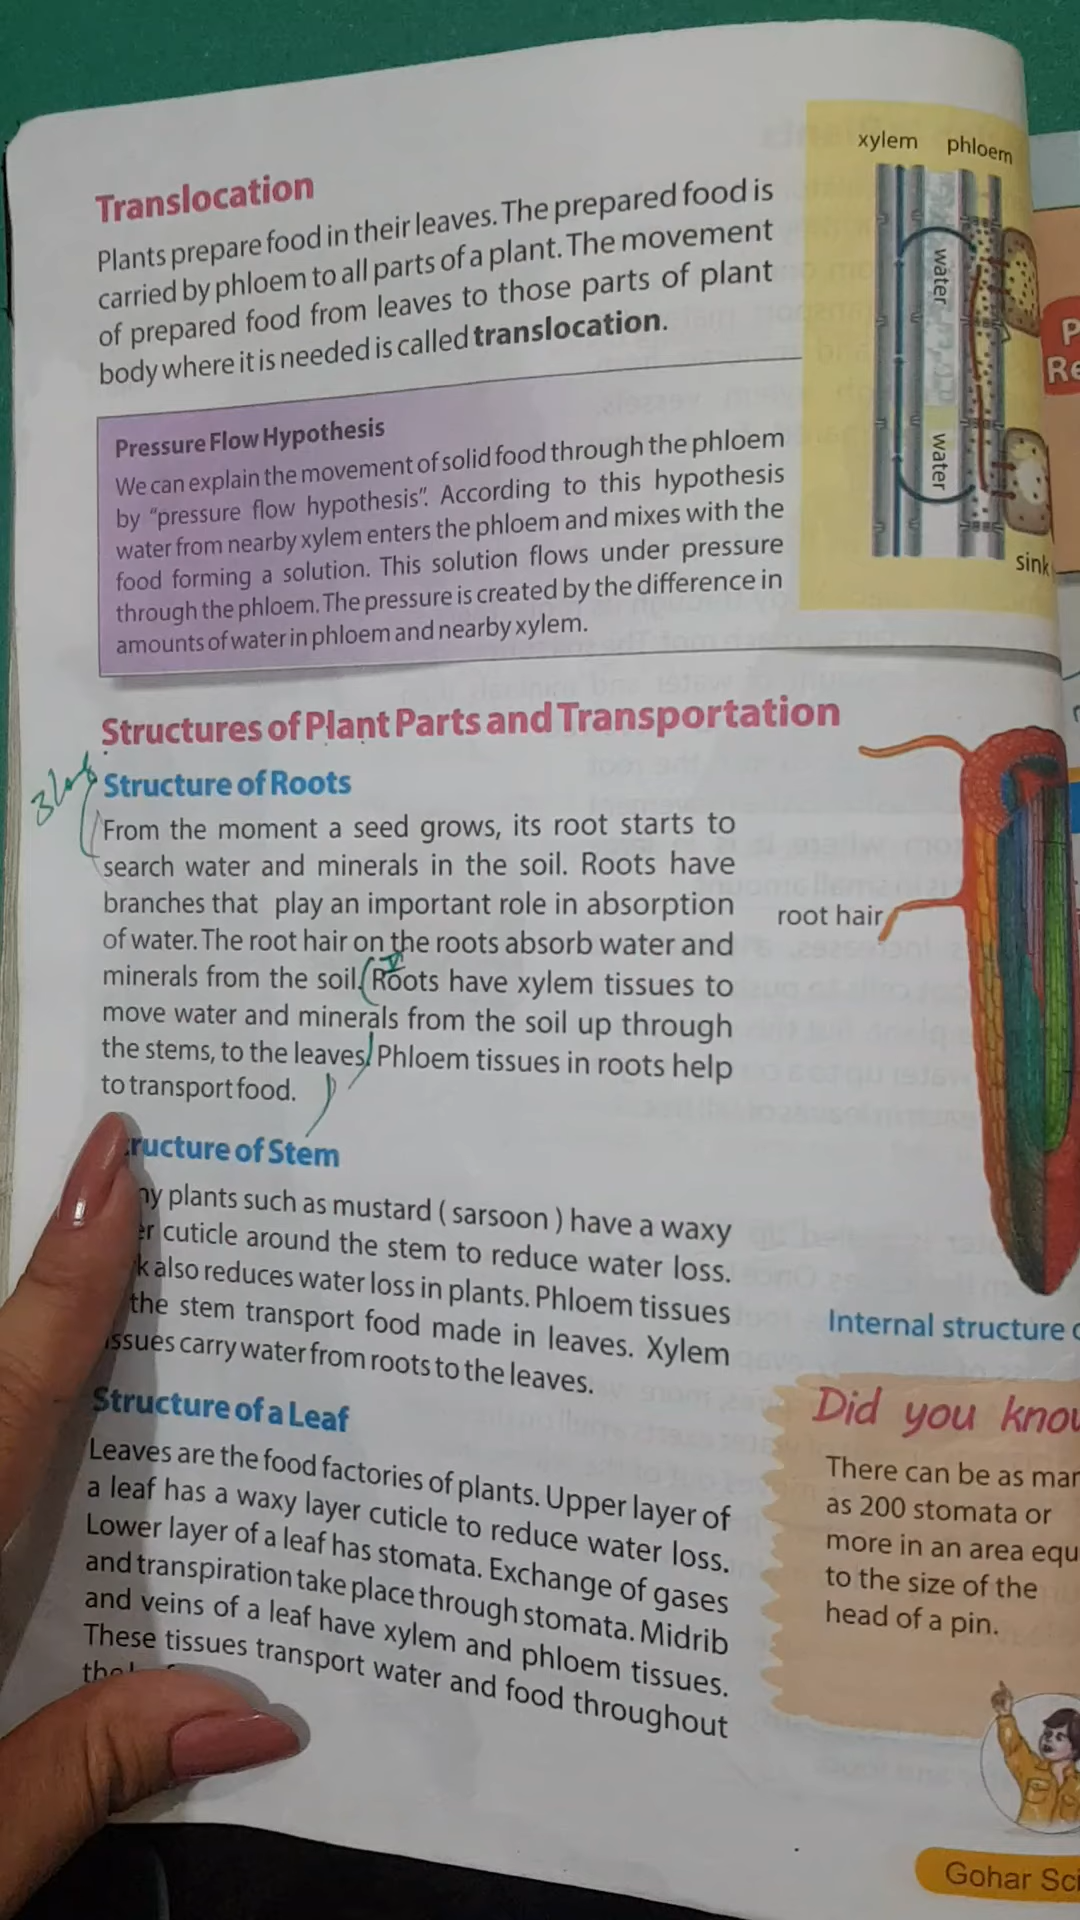 xylem phloem
water
water
sink
Translocation
Plants prepare food in their leaves. The prepared food is
carried by phloem to all parts of a plant. The movement
of prepared food from leaves to those parts of plant
body where it is needed is called translocation.
Pressure Flow Hypothesis
We can explain the movement of solid food through the phloem
by “pressure flow hypothesis”. According to this hypothesis
water from nearby xylem enters the phloem and mixes with the
food forming a solution. This solution flows under pressure
through the phloem. The pressure is created by the difference in
amounts of water in phloem and nearby xylem.
Structures of Plant Parts and Transportation
Structure of Roots
From the moment a seed grows, its root starts to
search water and minerals in the soil. Roots have
branches that play an important role in absorption
of water. The root hair on the roots absorb water and
minerals from the soil. Roots have xylem tissues to
move water and minerals from the soil up through
the stems, to the leaves. Phloem tissues in roots help
to transport food.
root hair
Internal structure
ructure of Stem
ny plants such as mustard ( sarsoon ) have a waxy
er cuticle around the stem to reduce water loss.
k also reduces water loss in plants. Phloem tissues
the stem transport food made in leaves. Xylem
issues carry water from roots to the leaves.
Structure of a Leaf
Leaves are the food factories of plants. Upper layer of
a leaf has a waxy layer cuticle to reduce water loss.
Lower layer of a leaf has stomata. Exchange of gases
and transpiration take place through stomata. Midrib
and veins of a leaf have xylem and phloem tissues.
These tissues transport water and food throughout
Did you know
There can be as mar
as 200 stomata or
more in an area equ
to the size of the
head of a pin.
Gohar Sci
P
Re